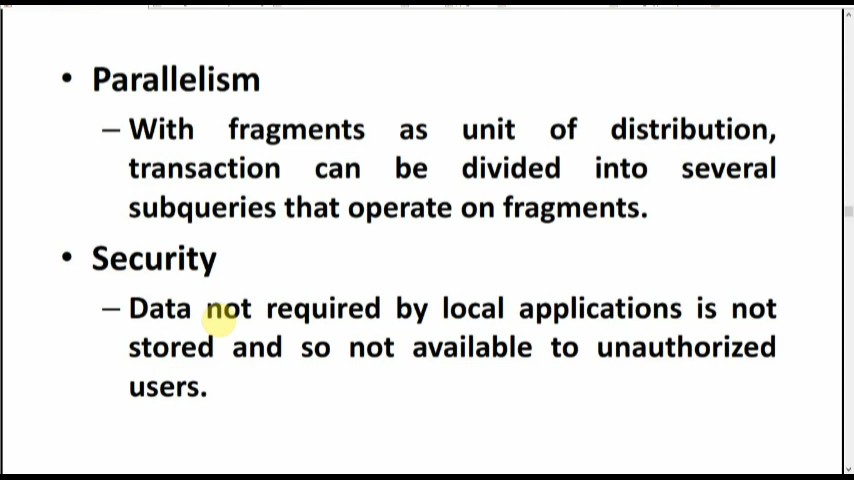 • Parallelism
– With fragments as unit of distribution,
transaction can be divided into several
subqueries that operate on fragments.
• Security
– Data not required by local applications is not
stored and so not available to unauthorized
users.